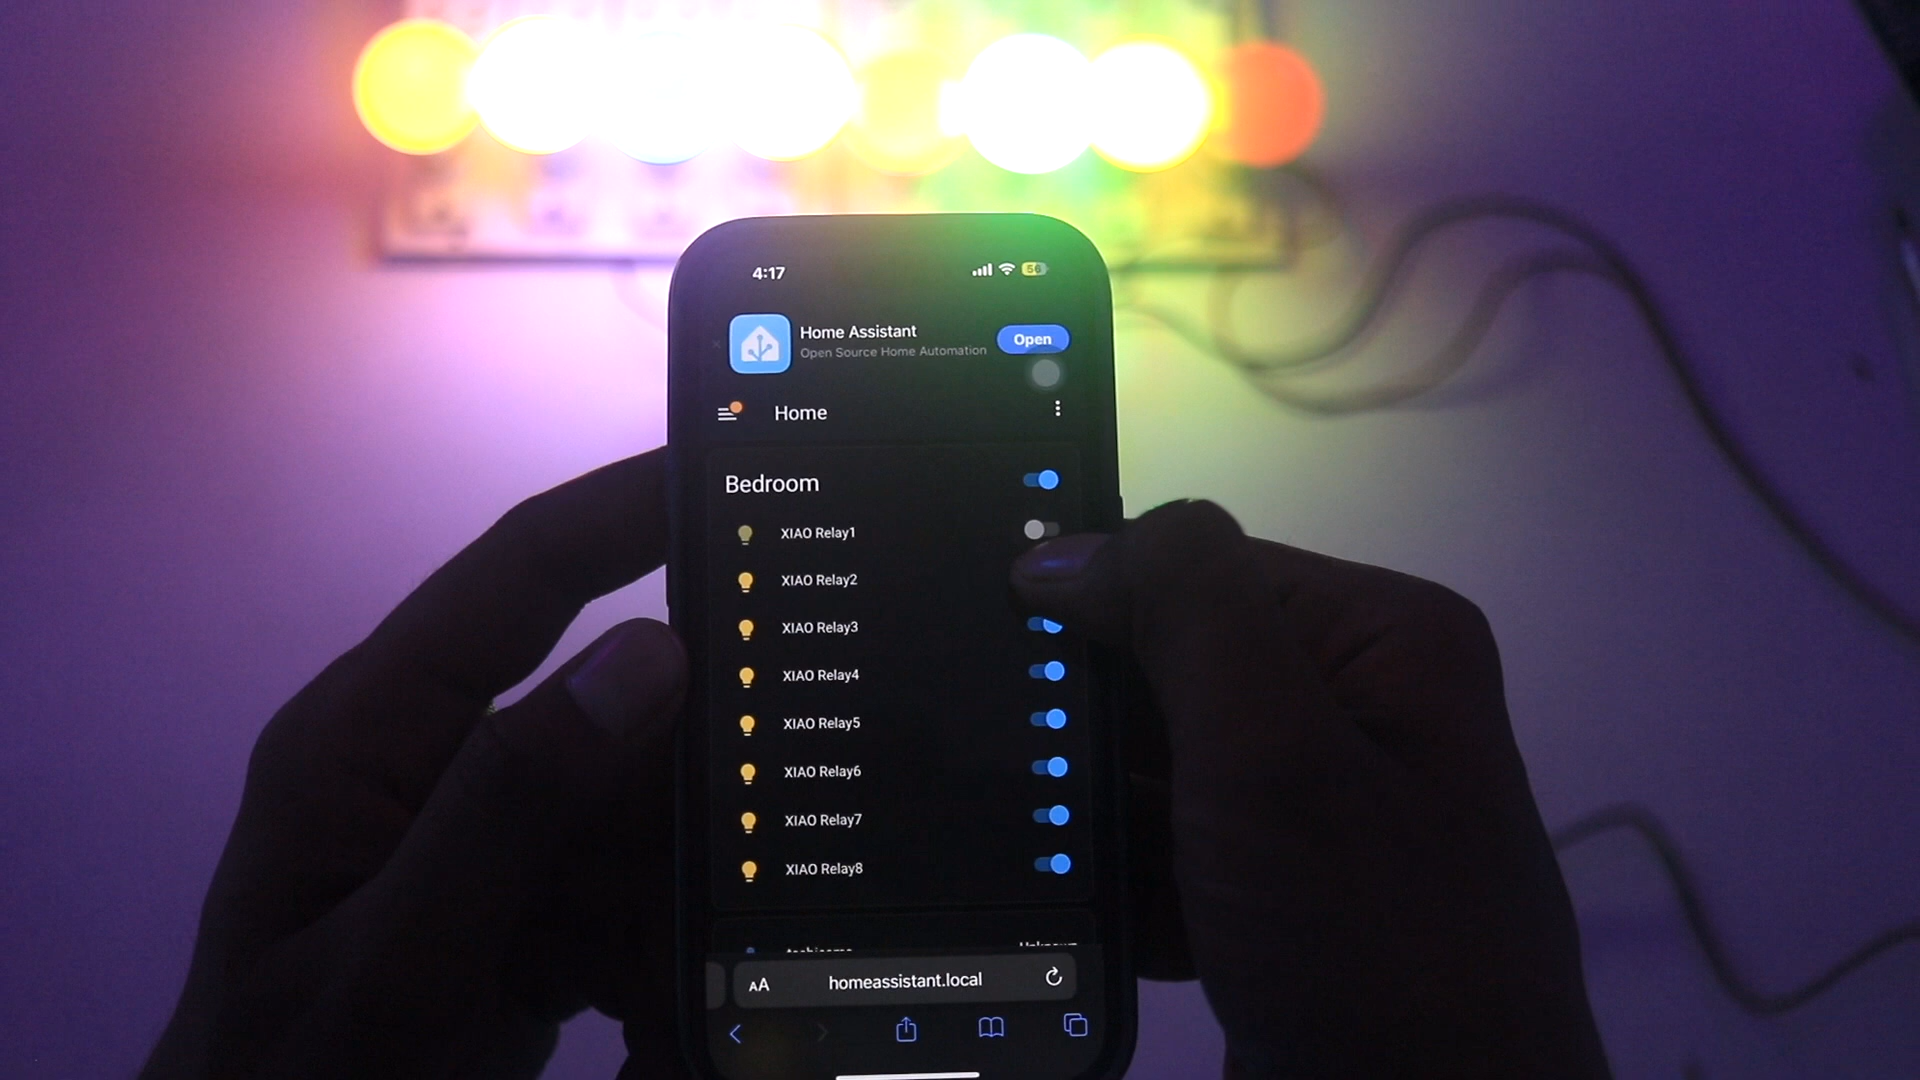 4:17
56
Home Assistant
Open Source Home Automation
Open
Home
Bedroom
XIAO Relay1
XIAO Relay2
XIAO Relay3
XIAO Relay4
XIAO Relay5
XIAO Relay6
XIAO Relay7
XIAO Relay8
AA homeassistant.local